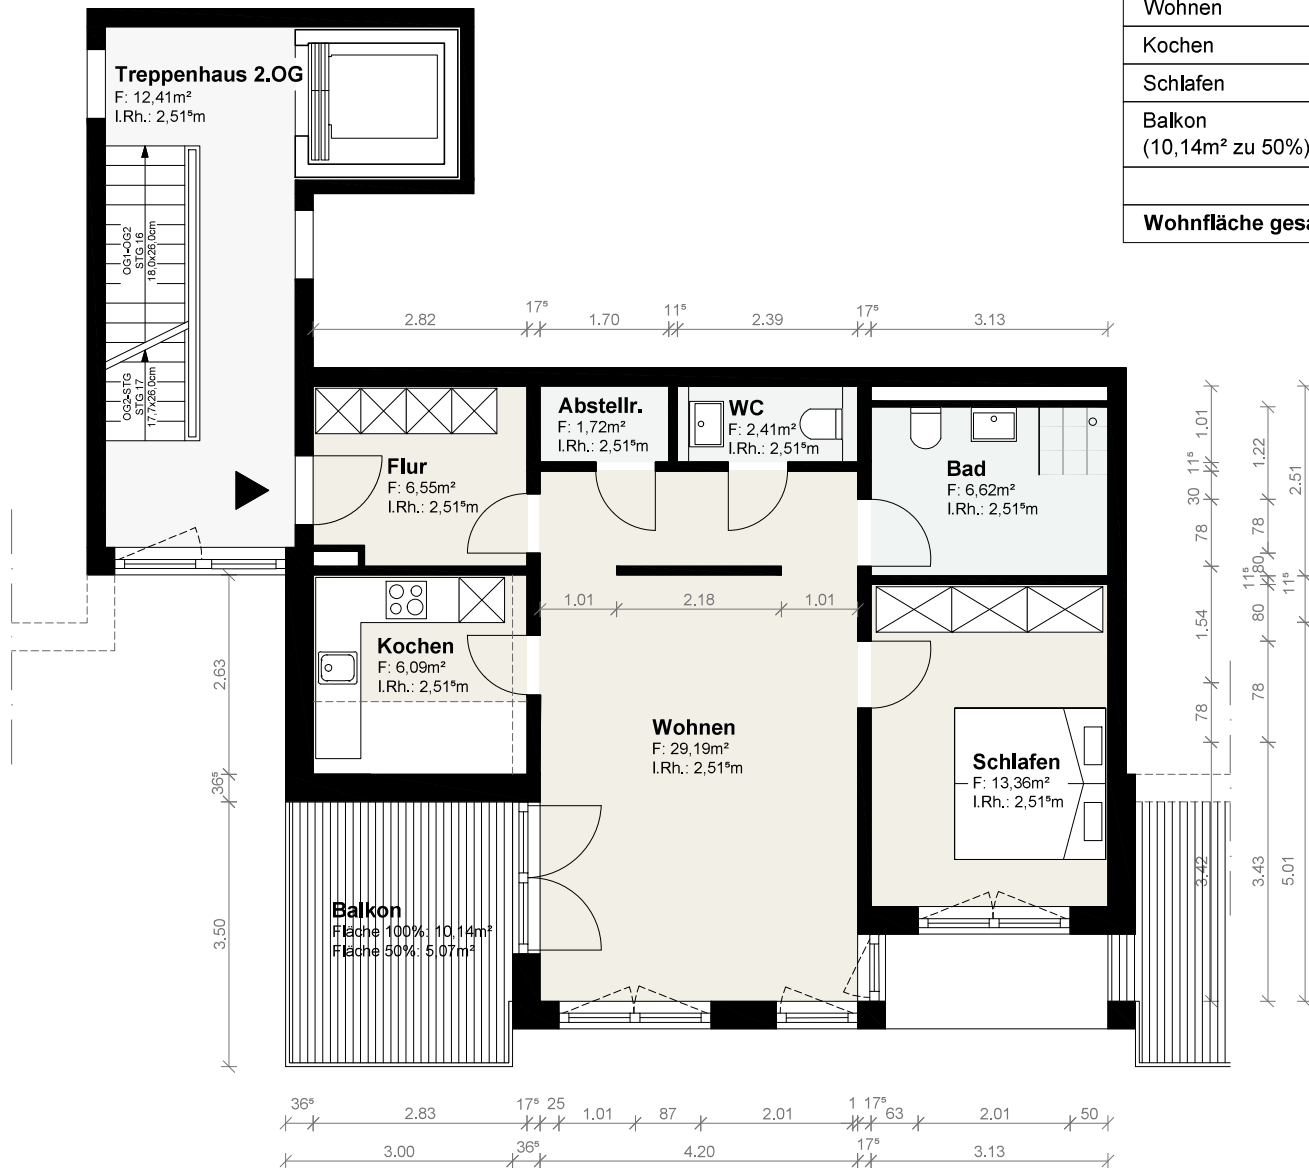 Wohnen
Kochen
Schlafen
Balkon
(10,14m² zu 50%)
Wohnfläche gesa
Treppenhaus 2.OG
F: 12,41m²
l.Rh.: 2,51⁵m
OG1-OG2
STG 16
18,0x26,0cm
OG2-STG
STG 17
17,7x26,0cm
2.82
17⁵
1.70
11⁵
2.39
17⁵
3.13
Flur
F: 6,55m²
l.Rh.: 2,51⁵m
Abstellr.
F: 1,72m²
l.Rh.: 2,51⁵m
WC
F: 2,41m²
l.Rh.: 2,51⁵m
Bad
F: 6,62m²
l.Rh.: 2,51⁵m
1.01
2.18
1.01
Kochen
F: 6,09m²
l.Rh.: 2,51⁵m
Wohnen
F: 29,19m²
l.Rh.: 2,51⁵m
Schlafen
F: 13,36m²
l.Rh.: 2,51⁵m
Balkon
Fläche 100%: 10,14m²
Fläche 50%: 5,07m²
2.63
36⁵
3.50
1.01
11⁵
30
78
1.54
78
3.42
1.22
78
80
11⁵
80
78
3.43
2.51
11⁵
5.01
36⁵
2.83
17⁵
25
1.01
87
2.01
1
17⁵
63
2.01
50
3.00
36⁵
4.20
17⁵
3.13